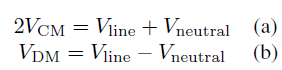 2V_CM = V_line + V_neutral (a)
V_DM = V_line − V_neutral (b)